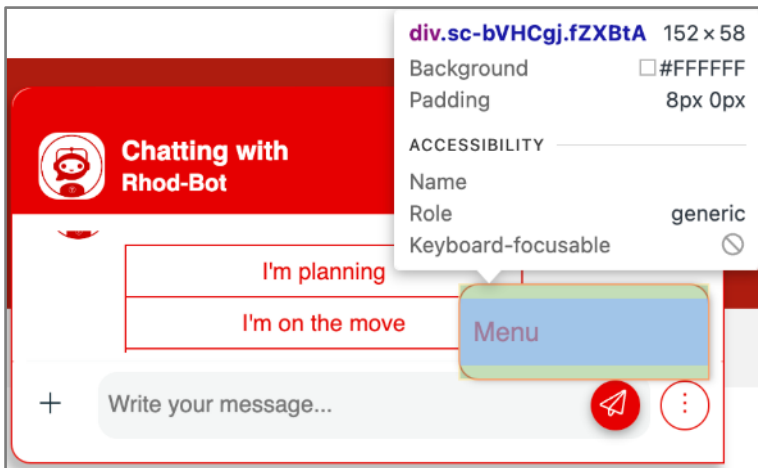 div.sc-bVHCgj.fZXBtA 152 × 58
Background #FFFFFF
Padding 8px 0px
ACCESSIBILITY
Name
Role generic
Keyboard-focusable
Chatting with
Rhod-Bot
I'm planning
I'm on the move
Menu
Write your message...